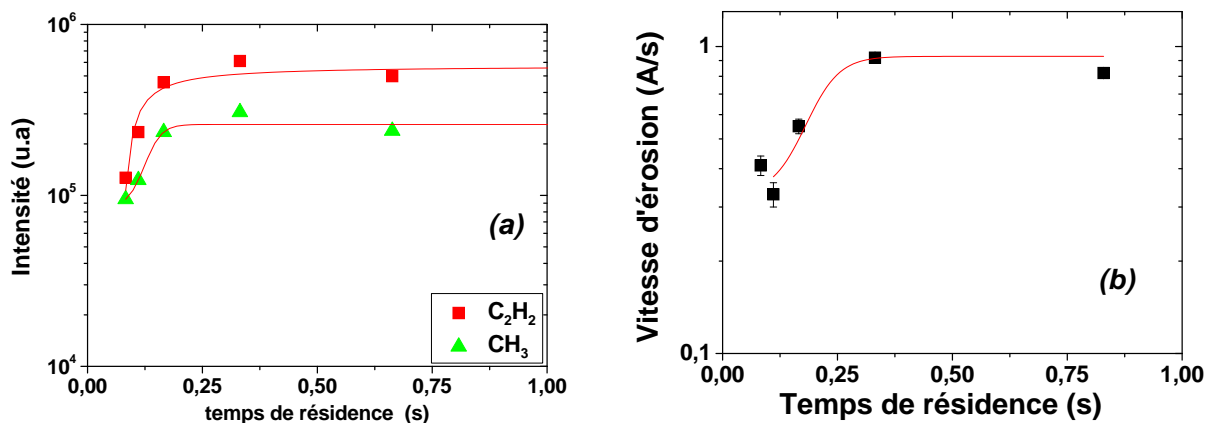 10^6
10^5
10^4
Intensité (u.a)
(a)
C₂H₂
CH₃
0,00 0,25 0,50 0,75 1,00
temps de résidence (s)
1
0,1
Vitesse d'érosion (A/s)
(b)
0,00 0,25 0,50 0,75 1,00
Temps de résidence (s)